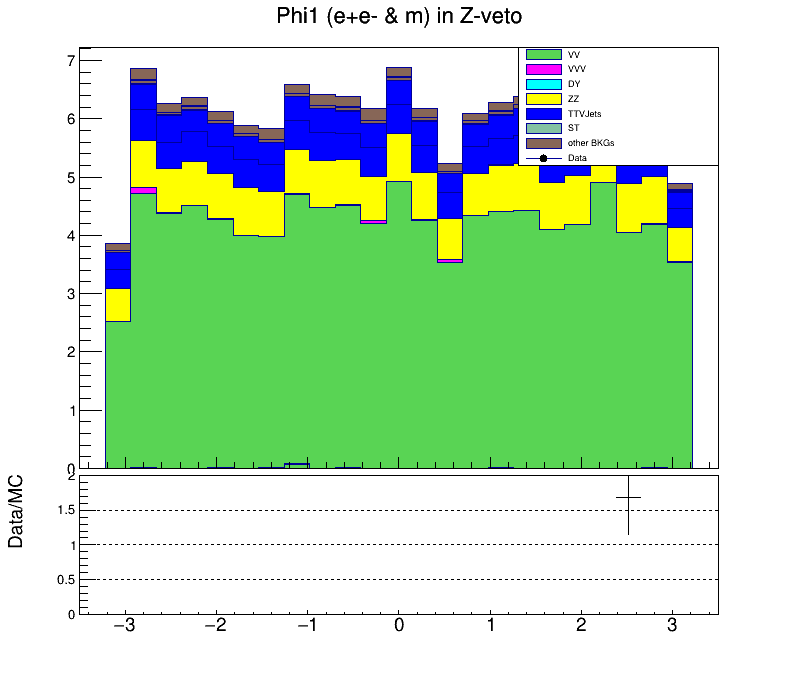 Phi1 (e+e- & m) in Z-veto
7
6
5
4
3
2
1
0
VV
VVV
DY
ZZ
TTVJets
ST
other BKGs
Data
Data/MC
2
1.5
1
0.5
0
−3 −2 −1 0 1 2 3